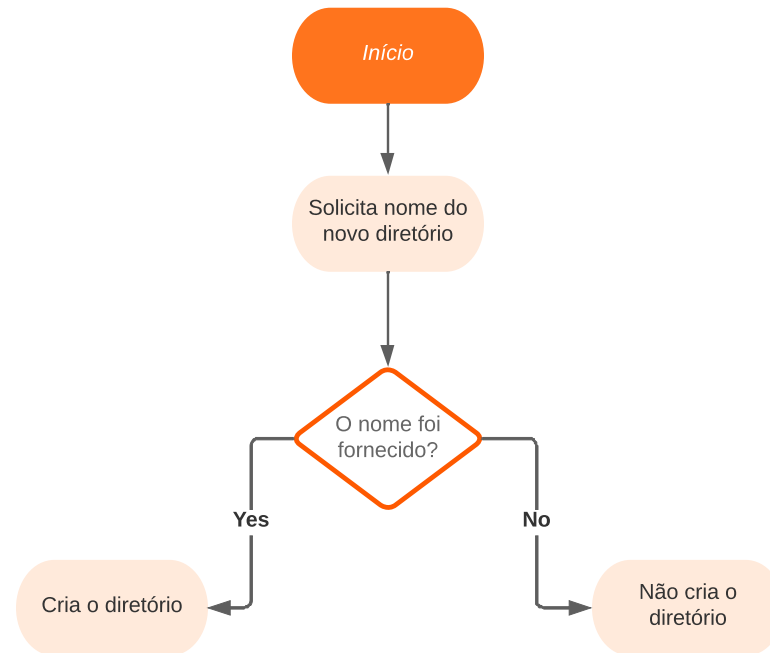 Início
Solicita nome do
novo diretório
O nome foi
fornecido?
Yes
No
Cria o diretório
Não cria o
diretório